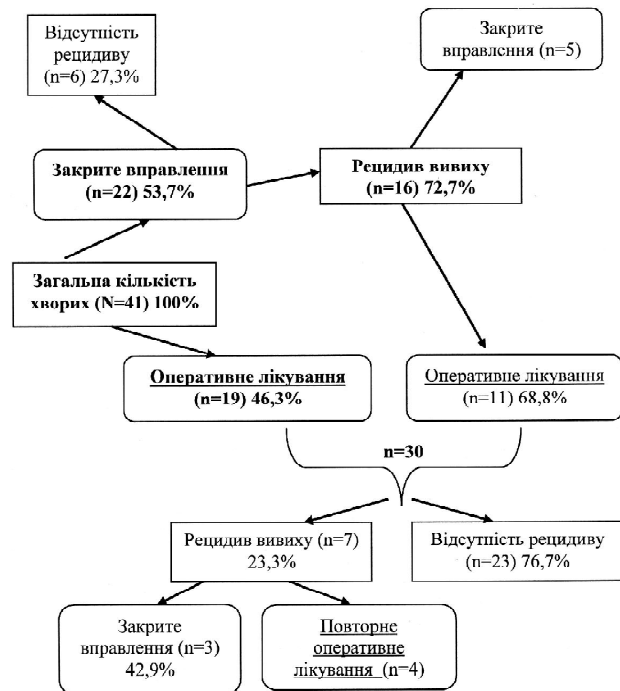 Відсутність
рецидиву
(n=6) 27,3%
Закрите
вправлення (n=5)
Закрите вправлення
(n=22) 53,7%
Рецидив вивиху
(n=16) 72,7%
Загальна кількість
хворих (N=41) 100%
Оперативне лікування
(n=19) 46,3%
Оперативне лікування
(n=11) 68,8%
n=30
Рецидив вивиху (n=7)
23,3%
Відсутність рецидиву
(n=23) 76,7%
Закрите
вправлення (n=3)
42,9%
Повторне
оперативне
лікування (n=4)